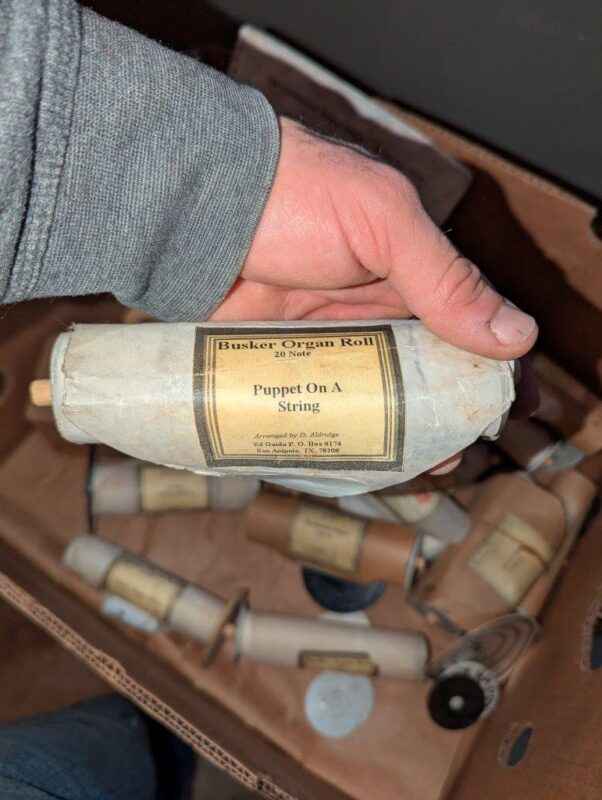 Busker Organ Roll
20 Note
Puppet On A
String
Arranged by D. Aldridge
Ed Gaida P. O. Box 8174
San Antonio, TX, 78208